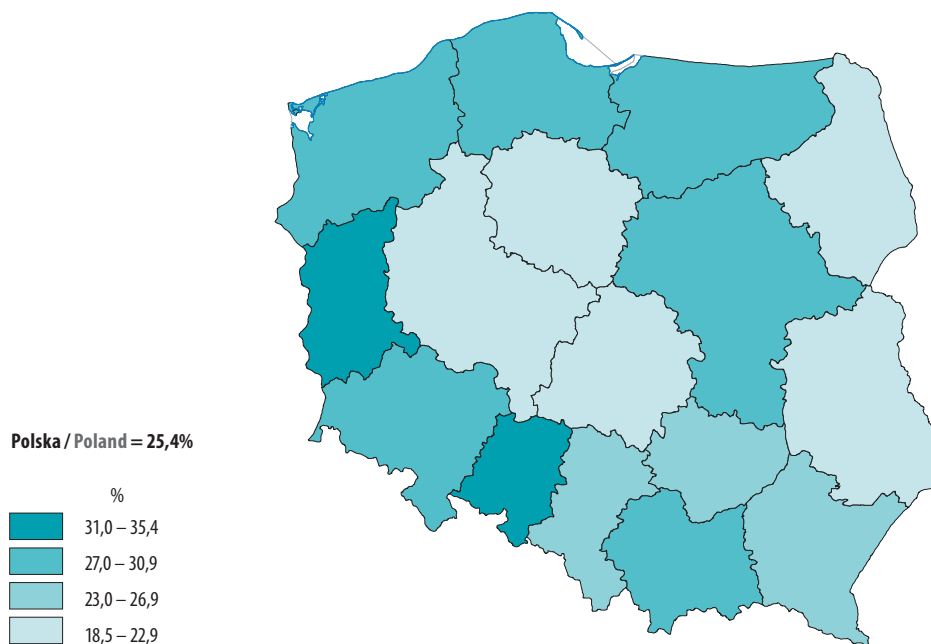 Polska / Poland = 25,4%
%
31,0 – 35,4
27,0 – 30,9
23,0 – 26,9
18,5 – 22,9